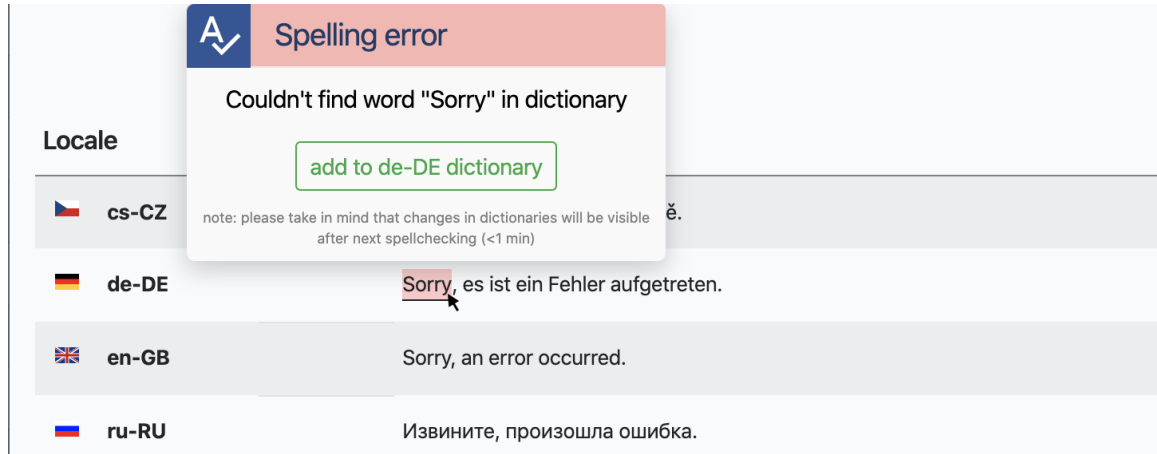 Spelling error
Couldn't find word "Sorry" in dictionary
add to de-DE dictionary
note: please take in mind that changes in dictionaries will be visible
after next spellchecking (<1 min)
Locale
cs-CZ ě.
de-DE Sorry, es ist ein Fehler aufgetreten.
en-GB Sorry, an error occurred.
ru-RU Извините, произошла ошибка.